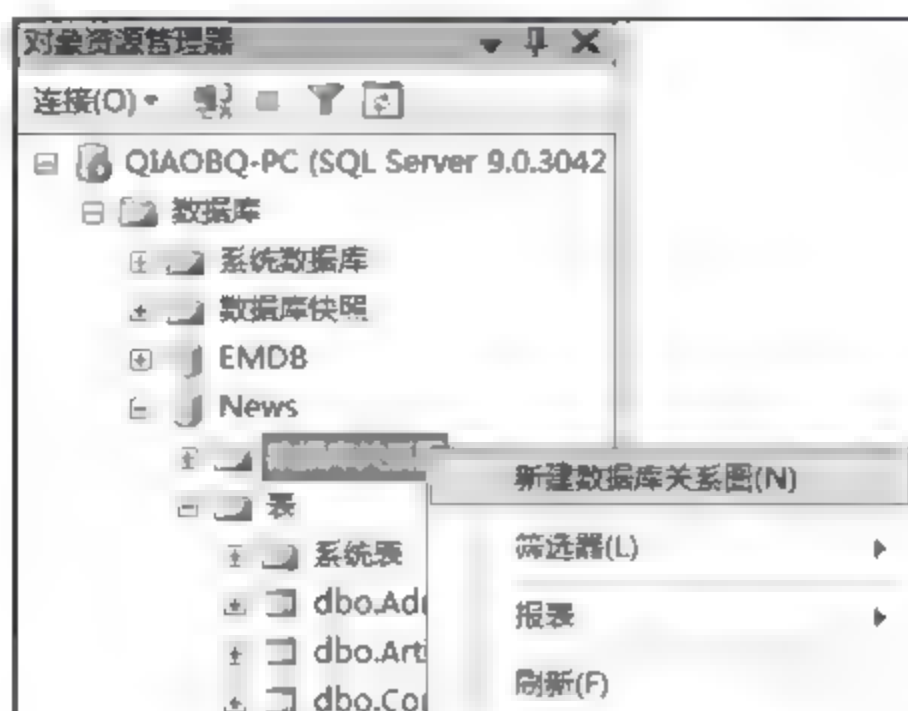 对象资源管理器
连接(O)
QIAOBQ-PC (SQL Server 9.0.3042
数据库
系统数据库
数据库快照
EMDB
News
新建数据库关系图(N)
表
筛选器(L)
系统表
dbo.Ad
报表
dbo.Arti
刷新(F)
dbo.Co